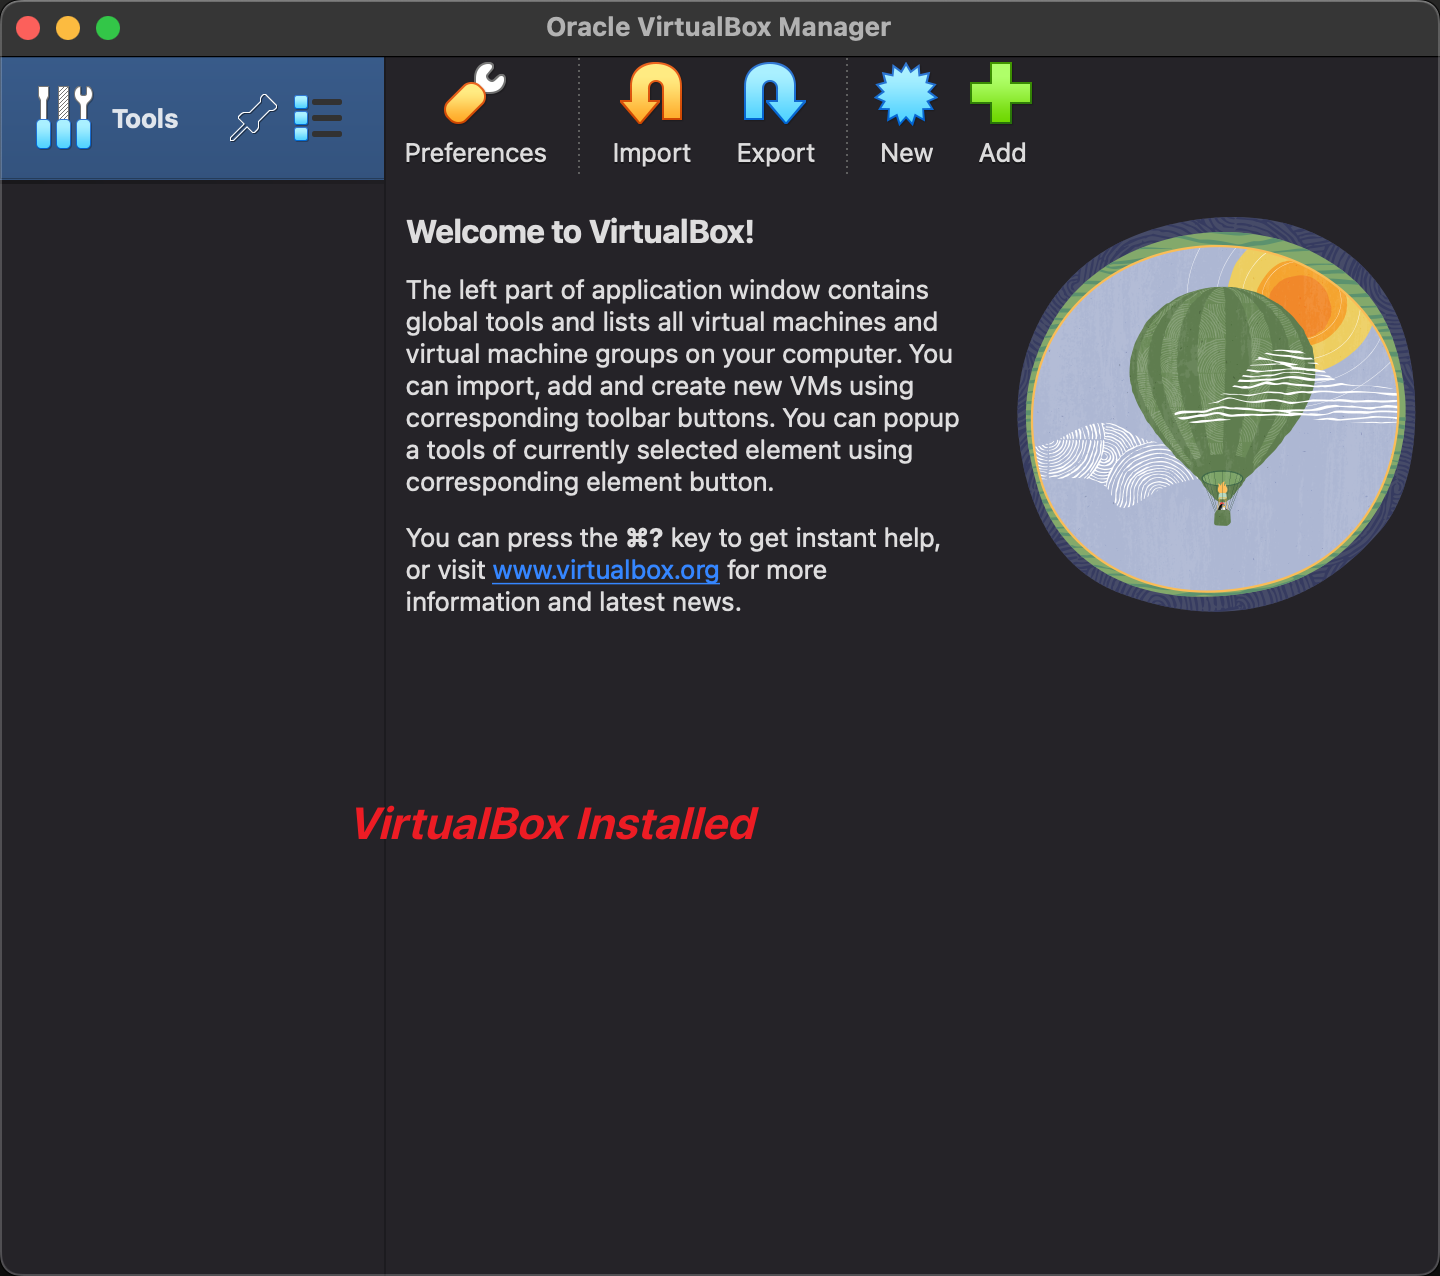 Oracle VirtualBox Manager
Tools
Preferences
Import
Export
New
Add
Welcome to VirtualBox!
The left part of application window contains
global tools and lists all virtual machines and
virtual machine groups on your computer. You
can import, add and create new VMs using
corresponding toolbar buttons. You can popup
a tools of currently selected element using
corresponding element button.
You can press the ⌘? key to get instant help,
or visit www.virtualbox.org for more
information and latest news.
VirtualBox Installed